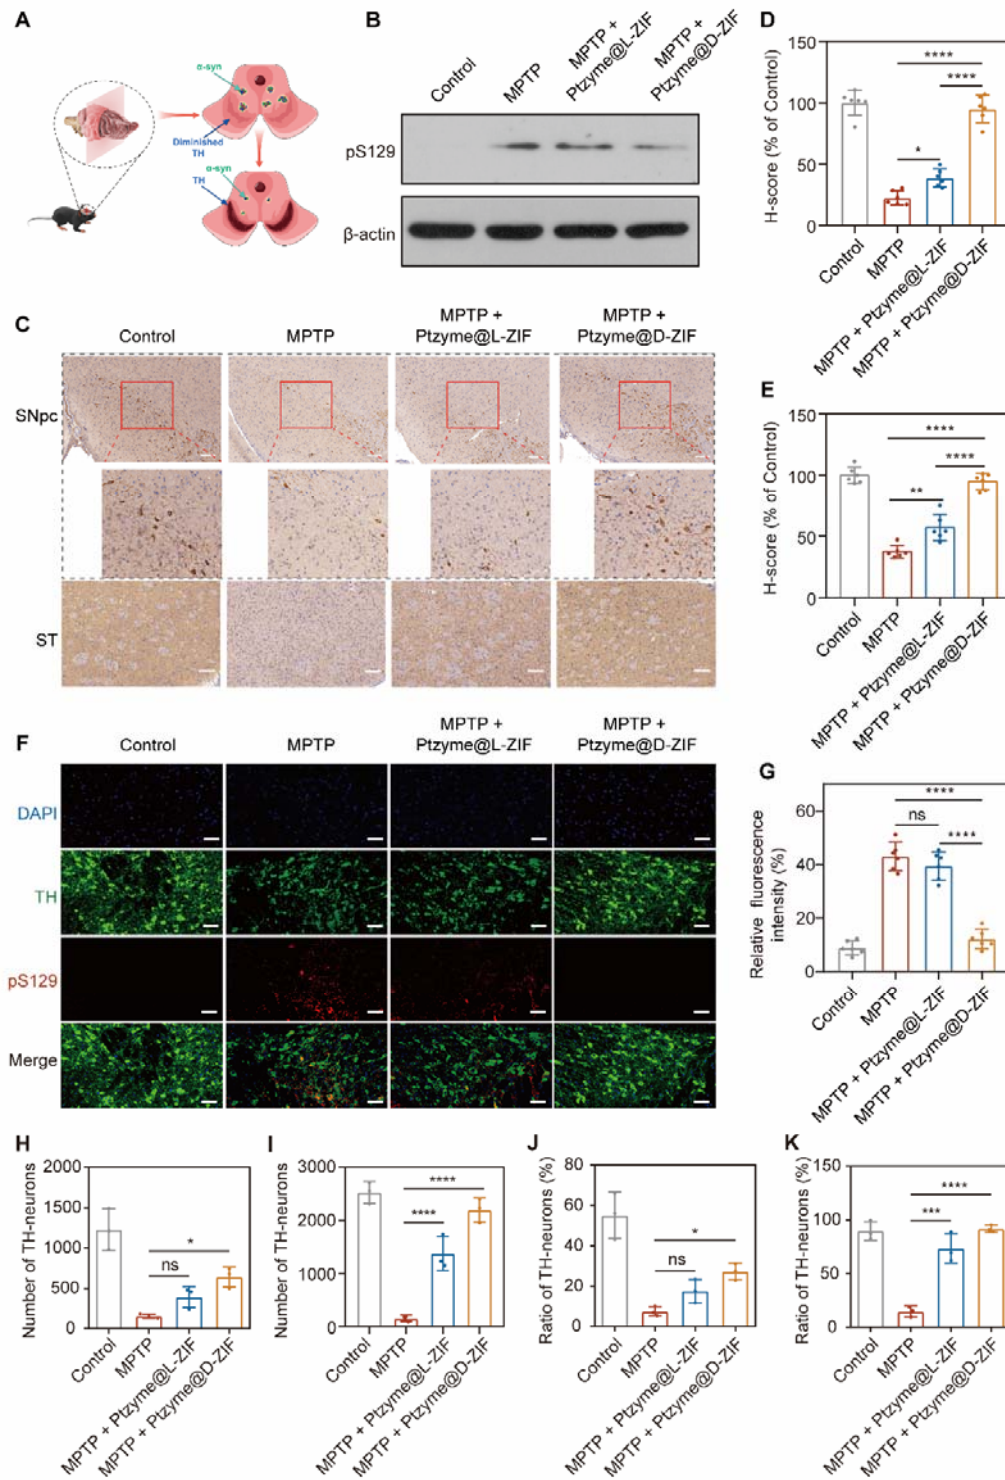 A
α-syn
Diminished
TH
α-syn
TH
B
Control
MPTP
MPTP +
Ptzyme@L-ZIF
MPTP +
Ptzyme@D-ZIF
pS129
β-actin
D
H-score (% of Control)
150
100
50
0
****
****
*
Control
MPTP
MPTP + Ptzyme@L-ZIF
MPTP + Ptzyme@D-ZIF
C
Control
MPTP
MPTP +
Ptzyme@L-ZIF
MPTP +
Ptzyme@D-ZIF
SNpc
ST
E
H-score (% of Control)
150
100
50
0
****
****
**
Control
MPTP
MPTP + Ptzyme@L-ZIF
MPTP + Ptzyme@D-ZIF
F
Control
MPTP
MPTP +
Ptzyme@L-ZIF
MPTP +
Ptzyme@D-ZIF
DAPI
TH
pS129
Merge
G
Relative fluorescence
intensity (%)
60
40
20
0
****
ns
****
Control
MPTP
MPTP + Ptzyme@L-ZIF
MPTP + Ptzyme@D-ZIF
H
Number of TH-neurons
2000
1500
1000
500
0
*
ns
Control
MPTP
MPTP + Ptzyme@L-ZIF
MPTP + Ptzyme@D-ZIF
I
Number of TH-neurons
3000
2000
1000
0
****
****
Control
MPTP
MPTP + Ptzyme@L-ZIF
MPTP + Ptzyme@D-ZIF
J
Ratio of TH-neurons (%)
80
60
40
20
0
*
ns
Control
MPTP
MPTP + Ptzyme@L-ZIF
MPTP + Ptzyme@D-ZIF
K
Ratio of TH-neurons (%)
150
100
50
0
****
***
Control
MPTP
MPTP + Ptzyme@L-ZIF
MPTP + Ptzyme@D-ZIF